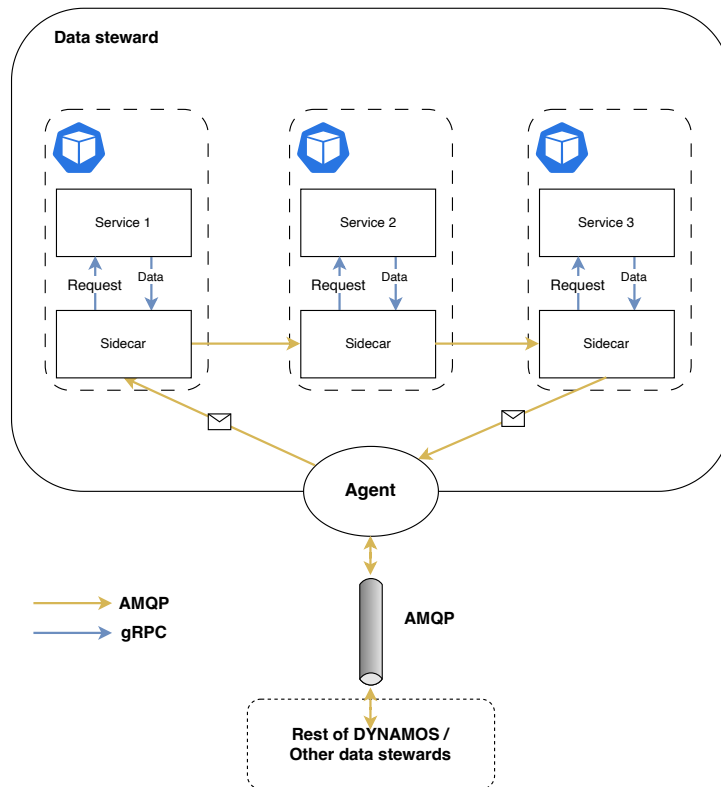 Data steward
Service 1
Service 2
Service 3
Request
Data
Request
Data
Request
Data
Sidecar
Sidecar
Sidecar
Agent
AMQP
gRPC
AMQP
Rest of DYNAMOS /
Other data stewards